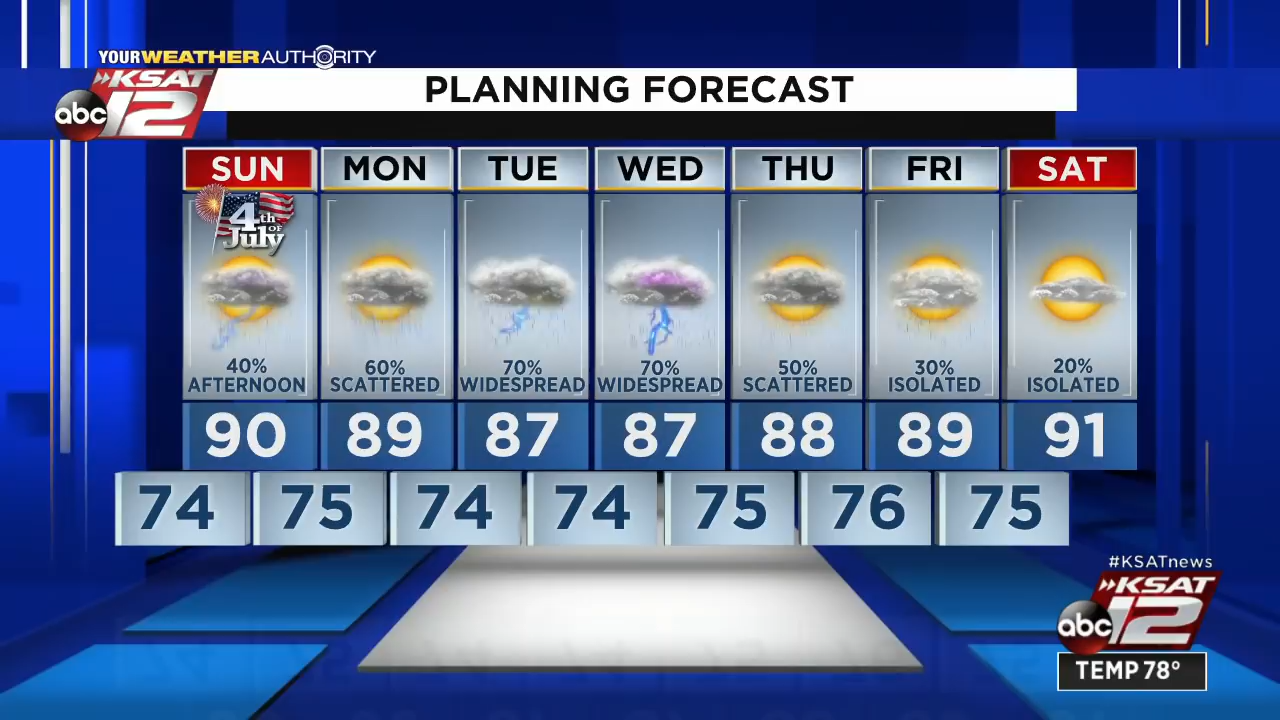 YOURWEATHERAUTHORITY
KSAT
abc 12
PLANNING FORECAST
SUN MON TUE WED THU FRI SAT
4th
OF
July
40% 60% 70% 70% 50% 30% 20%
AFTERNOON SCATTERED WIDESPREAD WIDESPREAD SCATTERED ISOLATED ISOLATED
90 89 87 87 88 89 91
74 75 74 74 75 76 75
#KSATnews
KSAT
abc 12
TEMP 78°